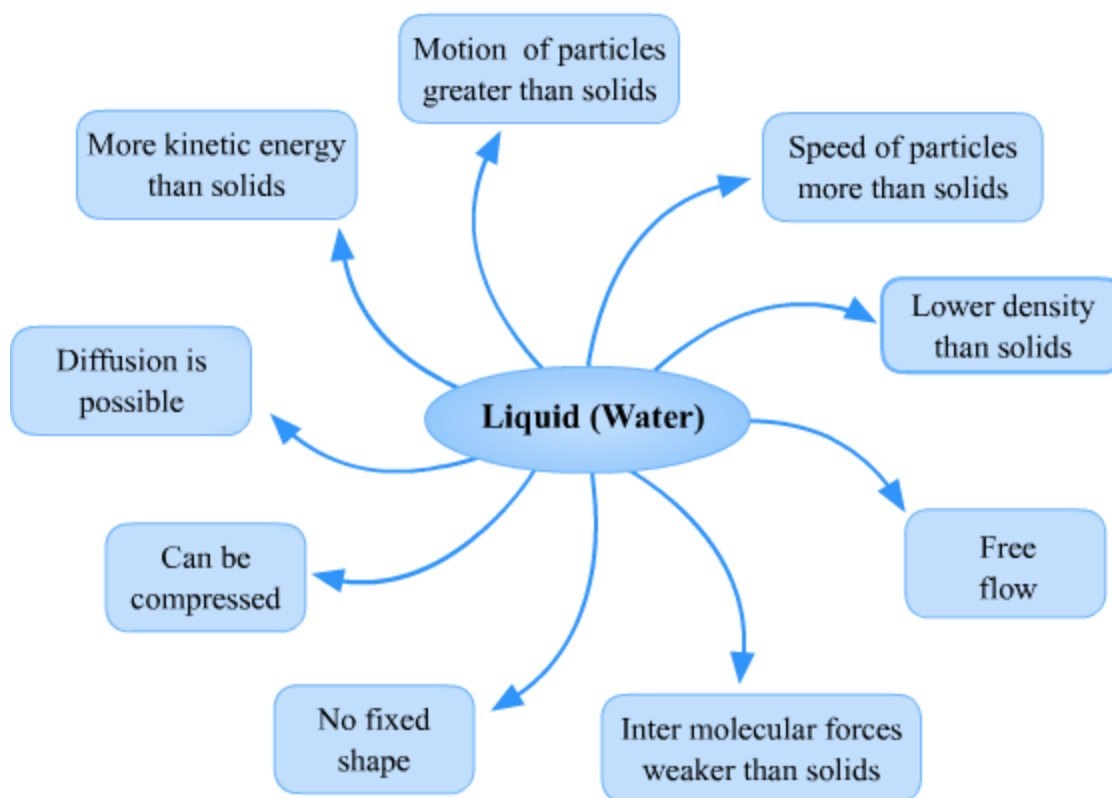 Motion of particles
greater than solids
More kinetic energy
than solids
Speed of particles
more than solids
Lower density
than solids
Diffusion is
possible
Liquid (Water)
Can be
compressed
Free
flow
No fixed
shape
Inter molecular forces
weaker than solids